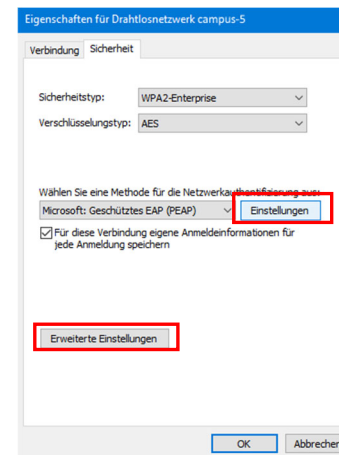 Eigenschaften für Drahtlosnetzwerk campus-5
Verbindung Sicherheit
Sicherheitstyp: WPA2-Enterprise
Verschlüsselungstyp: AES
Wählen Sie eine Methode für die Netzwerkauthentifizierung aus:
Microsoft: Geschütztes EAP (PEAP) Einstellungen
Für diese Verbindung eigene Anmeldeinformationen für
jede Anmeldung speichern
Erweiterte Einstellungen
OK Abbrechen